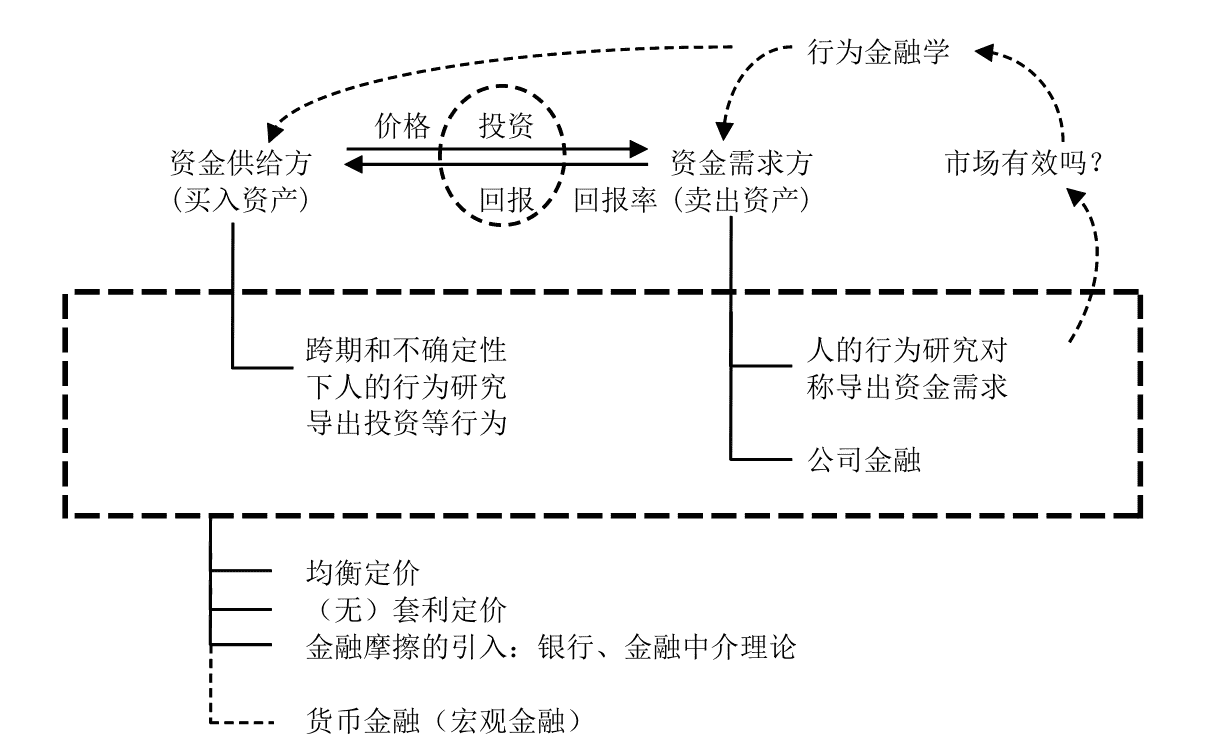 行为金融学
价格 投资
资金供给方 资金需求方 市场有效吗？
(买入资产) 回报 回报率 (卖出资产)
跨期和不确定性
下人的行为研究
导出投资等行为
人的行为研究对
称导出资金需求
公司金融
均衡定价
（无）套利定价
金融摩擦的引入：银行、金融中介理论
货币金融（宏观金融）